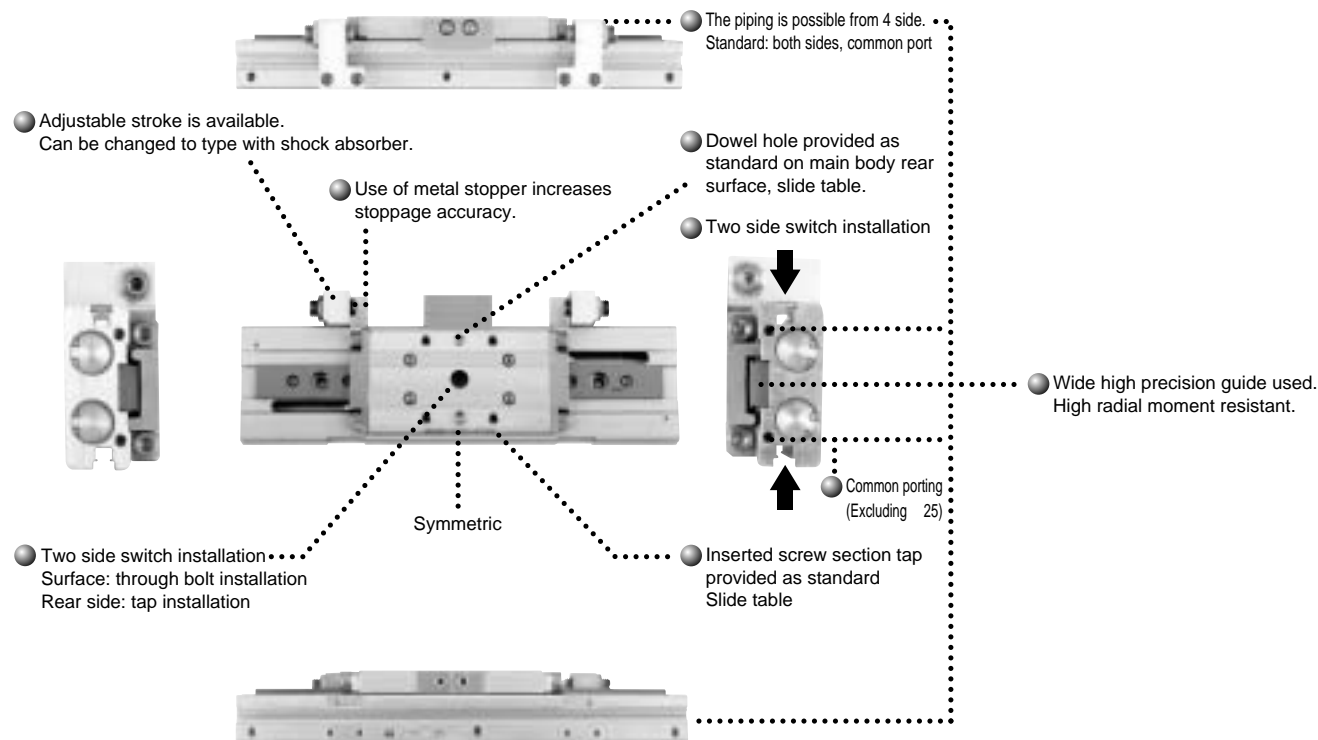 The piping is possible from 4 side.
Standard: both sides, common port
Adjustable stroke is available.
Can be changed to type with shock absorber.
Dowel hole provided as
standard on main body rear
surface, slide table.
Use of metal stopper increases
stoppage accuracy.
Two side switch installation
Wide high precision guide used.
High radial moment resistant.
Common porting
(Excluding 25)
Symmetric
Two side switch installation
Surface: through bolt installation
Rear side: tap installation
Inserted screw section tap
provided as standard
Slide table